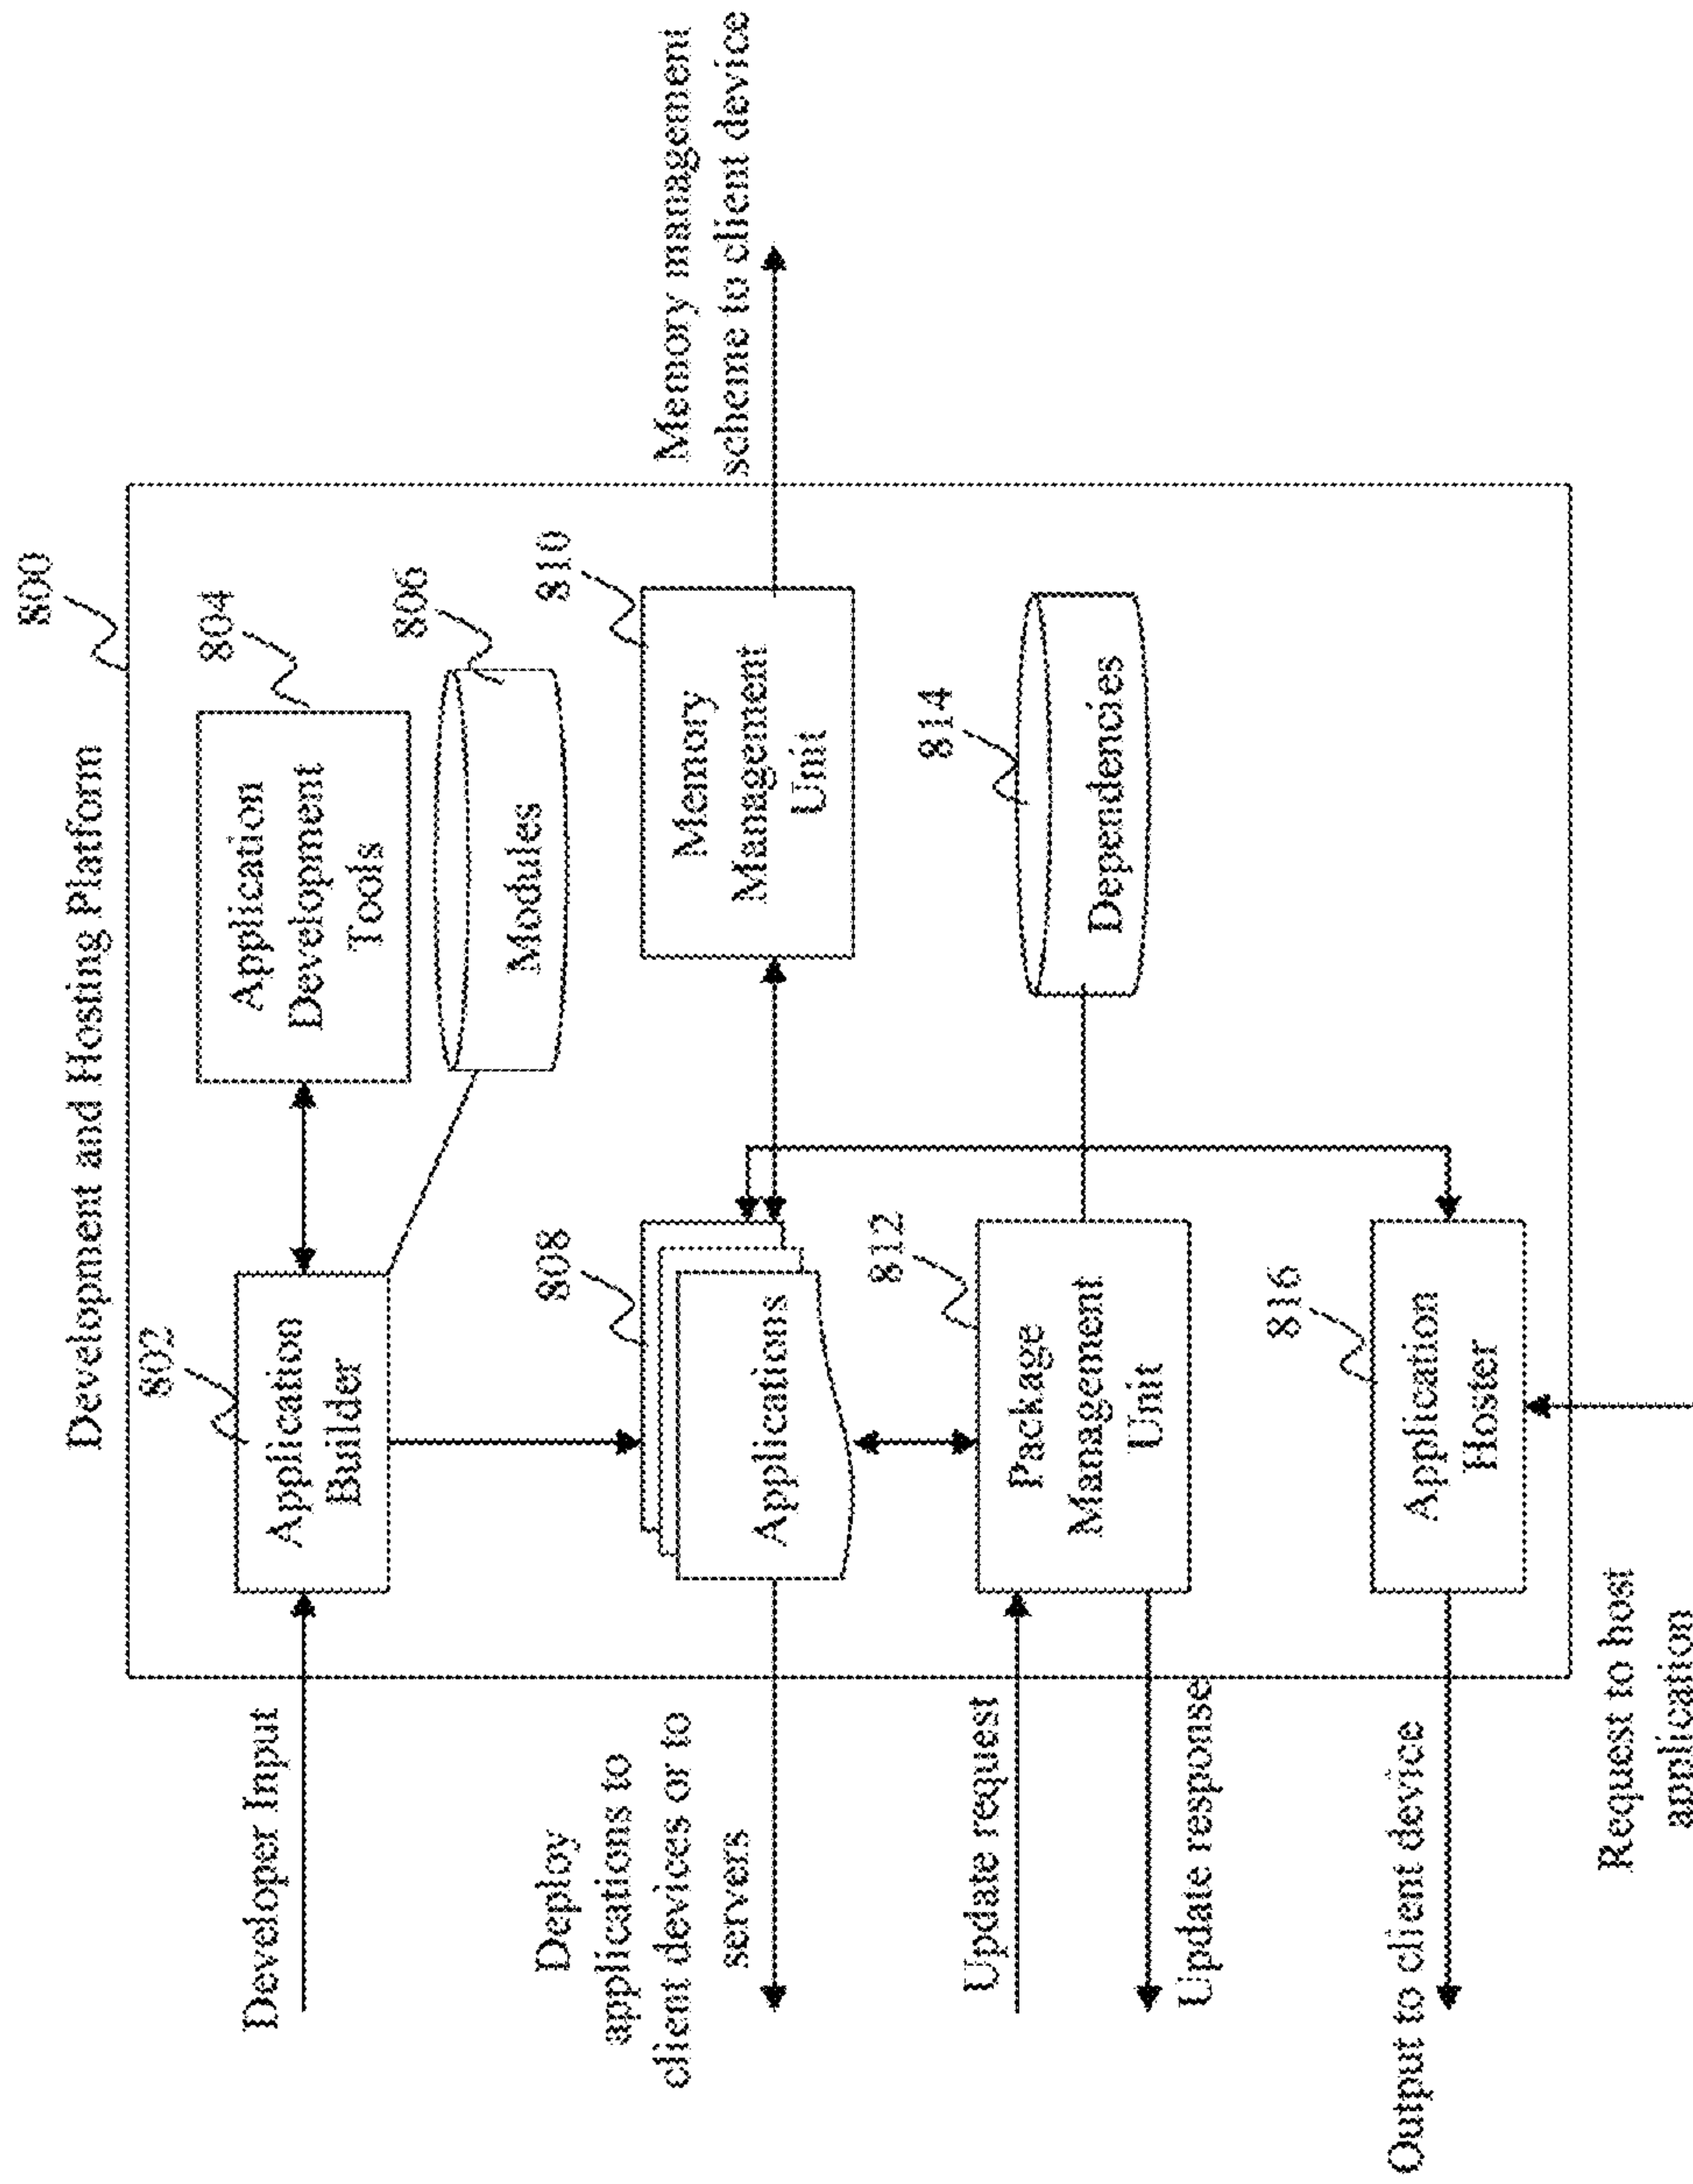 Development and Hosting Platform
800
802
804
Developer Input
Application
Builder
Application
Development
Tools
806
Modules
808
810
Deploy
applications to
client devices or to
servers
Applications
Memory
Management
Unit
Memory management
scheme to client device
812
814
Update request
Update response
Package
Management
Unit
Dependencies
816
Output to client device
Application
Hoster
Request to host
application